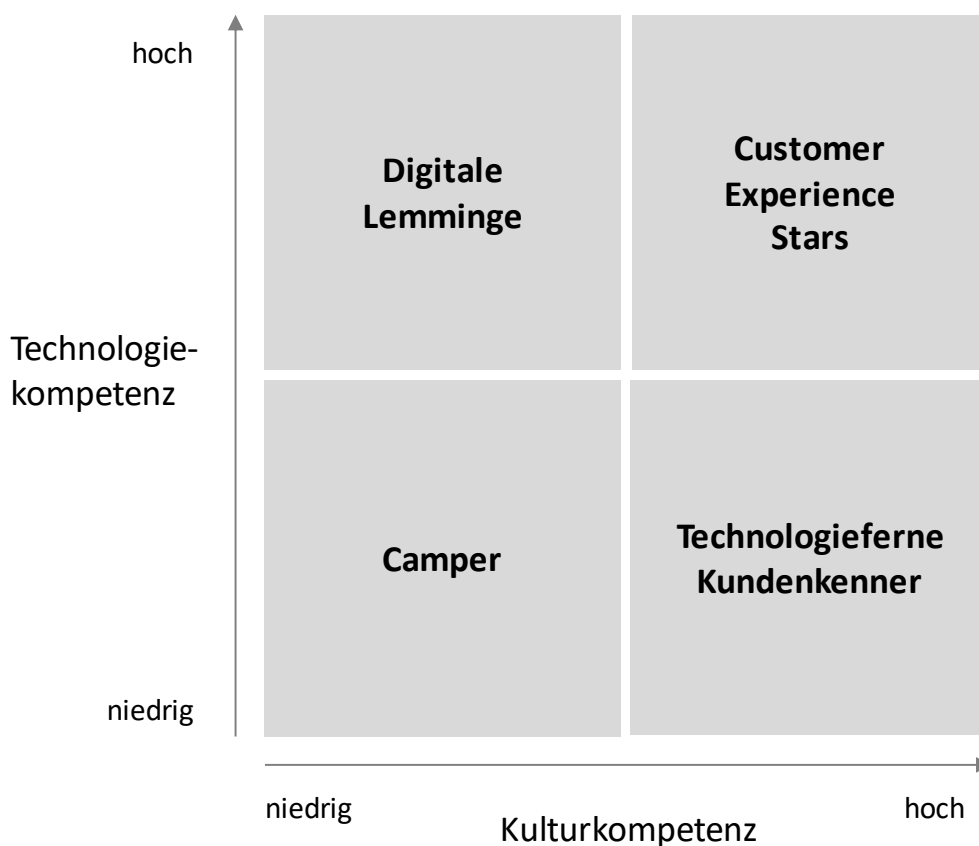 hoch
Digitale
Lemminge
Customer
Experience
Stars
Technologie-
kompetenz
Camper
Technologieferne
Kundenkenner
niedrig
niedrig
hoch
Kulturkompetenz